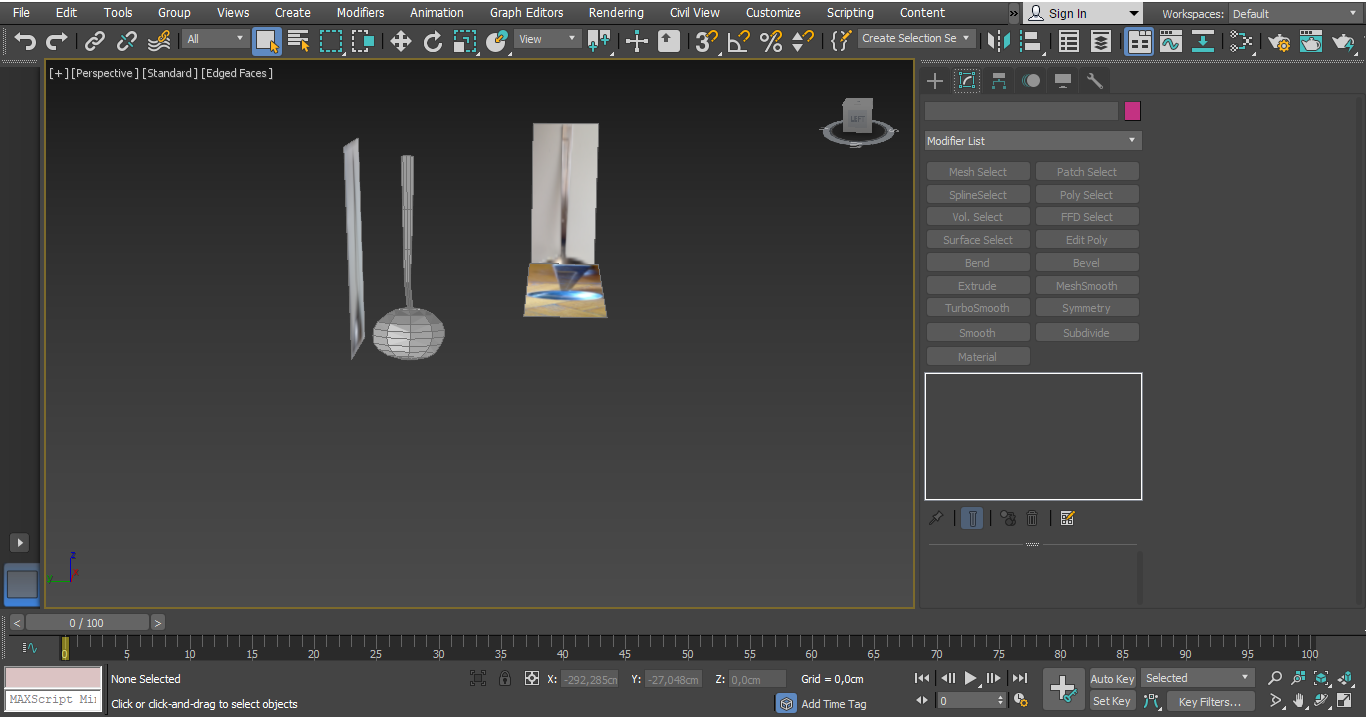 File Edit Tools Group Views Create Modifiers Animation Graph Editors Rendering Civil View Customize Scripting Content » Sign In Workspaces: Default
All View 3 Create Selection Se
[+] [Perspective] [Standard] [Edged Faces]
LEFT
Modifier List
Mesh Select Patch Select
SplineSelect Poly Select
Vol. Select FFD Select
Surface Select Edit Poly
Bend Bevel
Extrude MeshSmooth
TurboSmooth Symmetry
Smooth Subdivide
Material
z
y
< 0 / 100 >
0 5 10 15 20 25 30 35 40 45 50 55 60 65 70 75 80 85 90 95 100
None Selected X: -292,285cm Y: -27,048cm Z: 0,0cm Grid = 0,0cm Auto Key Selected
MAXScript Mi
Click or click-and-drag to select objects Add Time Tag 0 Set Key Key Filters...